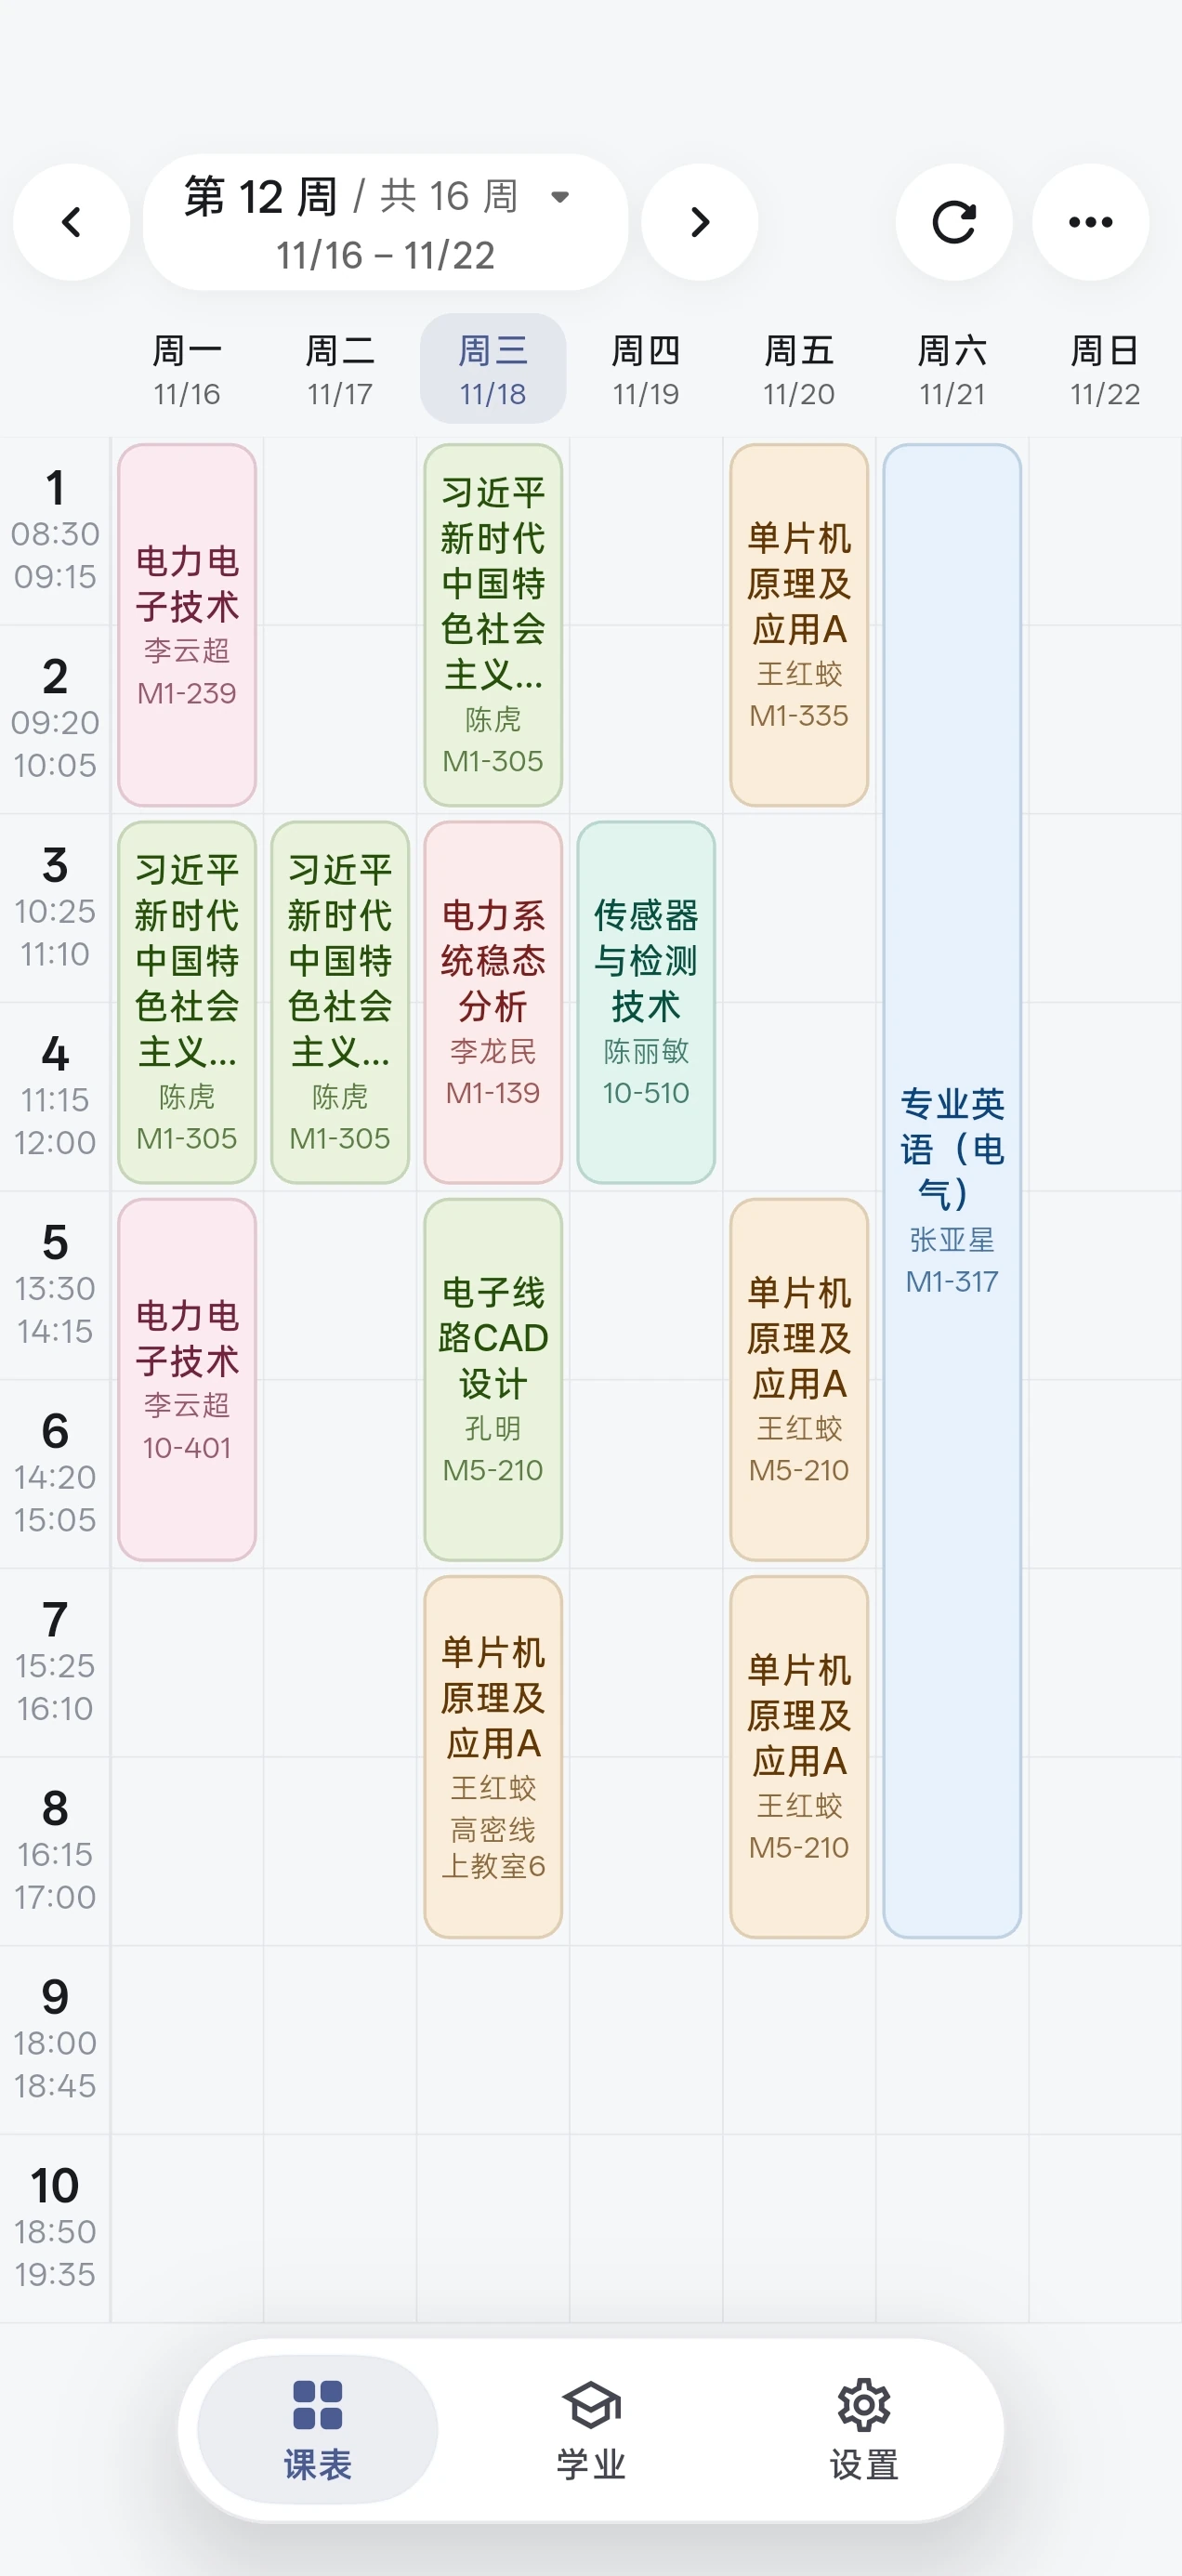 第 12 周 / 共 16 周
11/16 – 11/22
周一
11/16
周二
11/17
周三
11/18
周四
11/19
周五
11/20
周六
11/21
周日
11/22
1
08:30
09:15
电力电
子技术
李云超
M1-239
习近平
新时代
中国特
色社会
主义...
陈虎
M1-305
单片机
原理及
应用A
王红蛟
M1-335
专业英
语（电
气）
张亚星
M1-317
2
09:20
10:05
3
10:25
11:10
习近平
新时代
中国特
色社会
主义...
陈虎
M1-305
习近平
新时代
中国特
色社会
主义...
陈虎
M1-305
电力系
统稳态
分析
李龙民
M1-139
传感器
与检测
技术
陈丽敏
10-510
4
11:15
12:00
5
13:30
14:15
电力电
子技术
李云超
10-401
电子线
路CAD
设计
孔明
M5-210
单片机
原理及
应用A
王红蛟
M5-210
6
14:20
15:05
7
15:25
16:10
单片机
原理及
应用A
王红蛟
高密线
上教室6
单片机
原理及
应用A
王红蛟
M5-210
8
16:15
17:00
9
18:00
18:45
10
18:50
19:35
课表
学业
设置